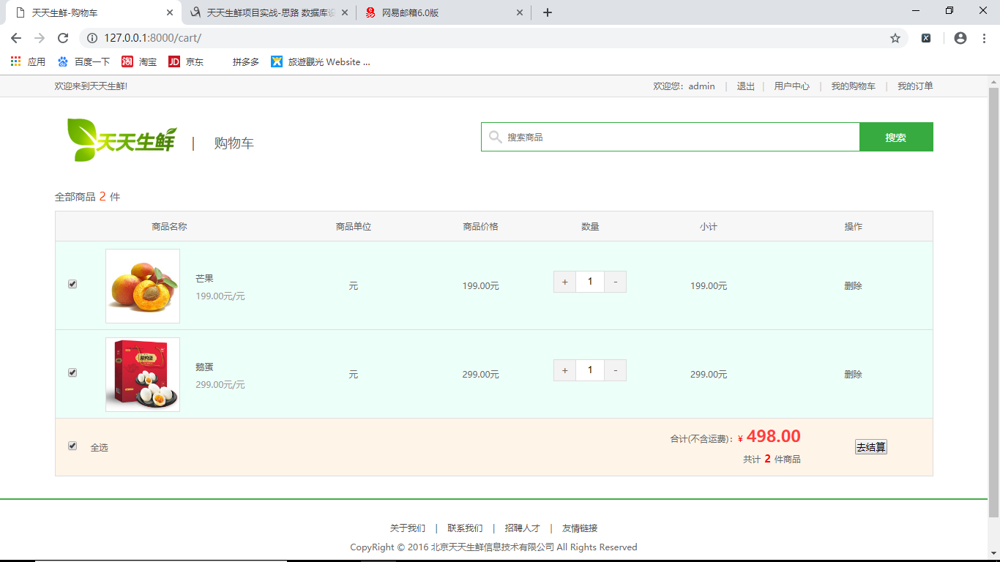 天天生鲜-购物车
天天生鲜项目实战-思路 数据库设
网易邮箱6.0版
127.0.0.1:8000/cart/
应用 百度一下 淘宝 JD 京东 拼多多 旅遊觀光 Website ...
欢迎来到天天生鲜!
欢迎您：admin | 退出 | 用户中心 | 我的购物车 | 我的订单
天天生鲜 | 购物车
搜索商品 搜索
全部商品 2 件
商品名称 商品单位 商品价格 数量 小计 操作
芒果
199.00元/元
元 199.00元 + 1 - 199.00元 删除
鹅蛋
299.00元/元
元 299.00元 + 1 - 299.00元 删除
全选
合计(不含运费)：¥ 498.00
共计 2 件商品
去结算
关于我们 | 联系我们 | 招聘人才 | 友情链接
CopyRight © 2016 北京天天生鲜信息技术有限公司 All Rights Reserved